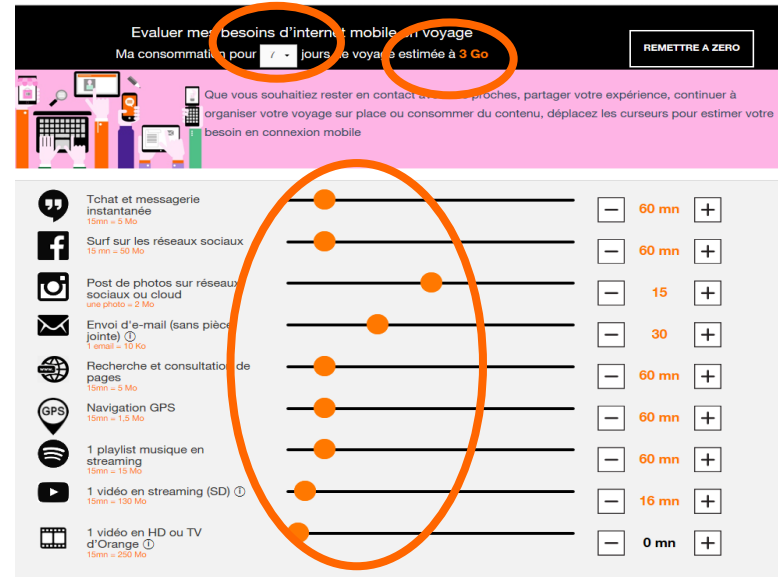 Evaluer mes besoins d'internet mobile en voyage
Ma consommation pour 7 jours de voyage estimée à 3 Go
REMETTRE A ZERO
Que vous souhaitiez rester en contact avec vos proches, partager votre expérience, continuer à
organiser votre voyage sur place ou consommer du contenu, déplacez les curseurs pour estimer votre
besoin en connexion mobile
Tchat et messagerie
instantanée
15mn = 5 Mo
60 mn
Surf sur les réseaux sociaux
15 mn = 50 Mo
60 mn
Post de photos sur réseaux
sociaux ou cloud
une photo = 2 Mo
15
Envoi d'e-mail (sans pièce
jointe)
1 email = 10 Ko
30
www
Recherche et consultation de
pages
15mn = 5 Mo
60 mn
GPS
Navigation GPS
15mn = 1,5 Mo
60 mn
1 playlist musique en
streaming
15mn = 15 Mo
60 mn
1 vidéo en streaming (SD)
15mn = 130 Mo
16 mn
1 vidéo en HD ou TV
d'Orange
15mn = 250 Mo
0 mn